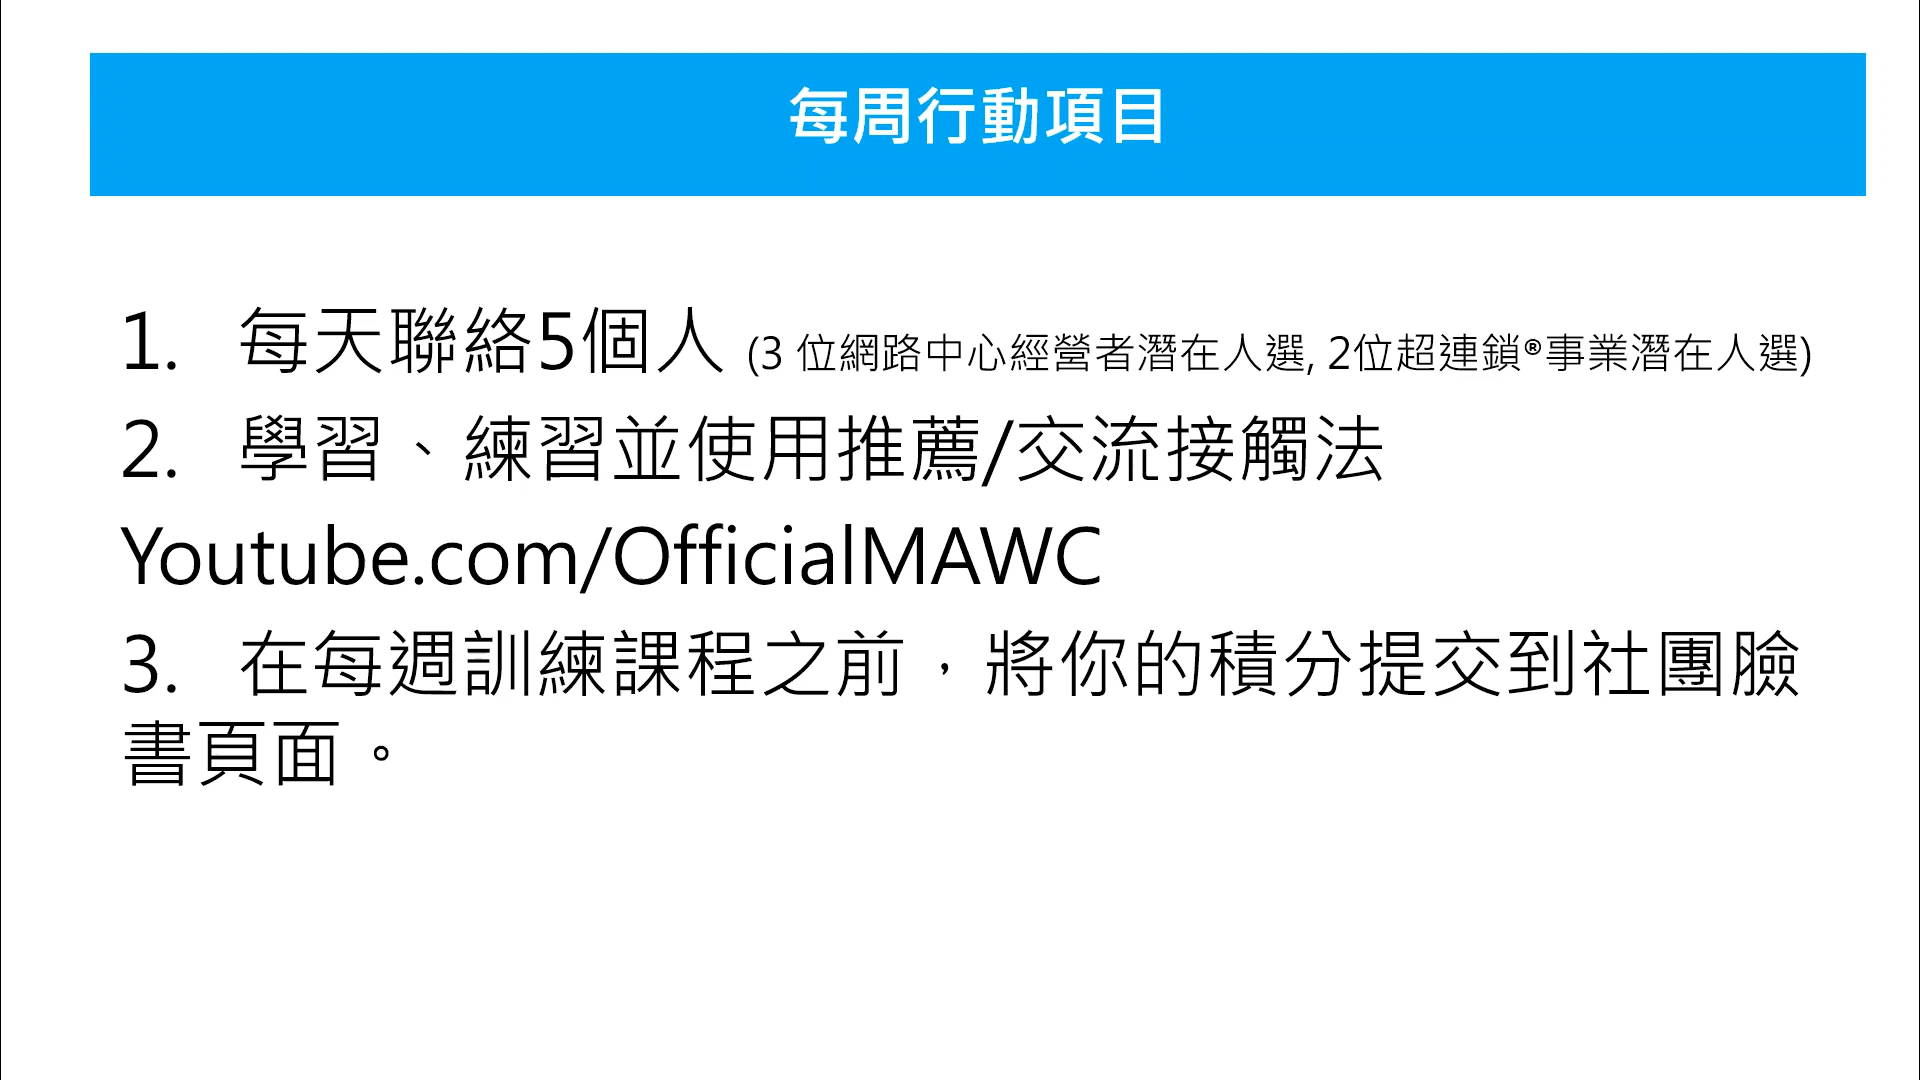 每周行動項目
1. 每天聯絡5個人 (3 位網路中心經營者潛在人選, 2位超連鎖®事業潛在人選)
2. 學習、練習並使用推薦/交流接觸法
Youtube.com/OfficialMAWC
3. 在每週訓練課程之前，將你的積分提交到社團臉
書頁面。